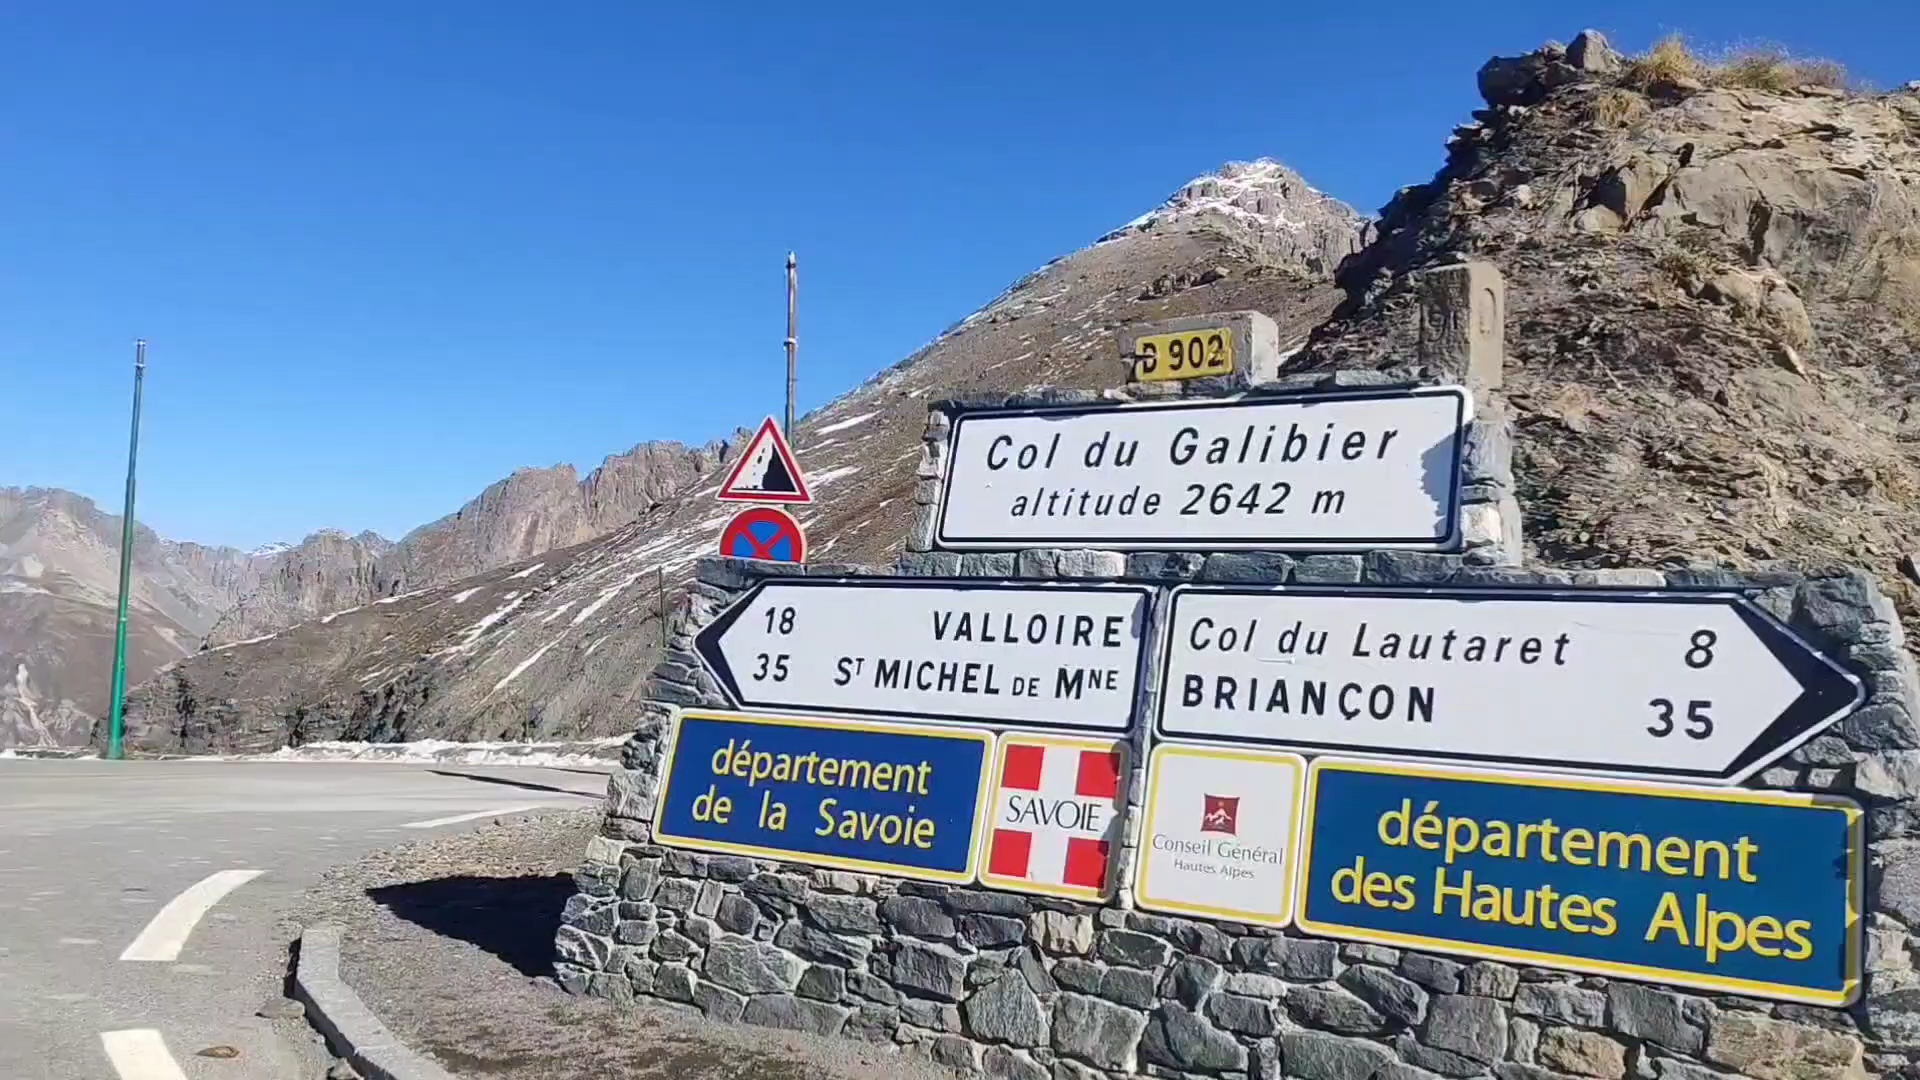 D 902
Col du Galibier
altitude 2642 m
18 VALLOIRE
35 ST MICHEL DE MNE
Col du Lautaret 8
BRIANÇON 35
département
de la Savoie
SAVOIE
Conseil Général
Hautes Alpes
département
des Hautes Alpes